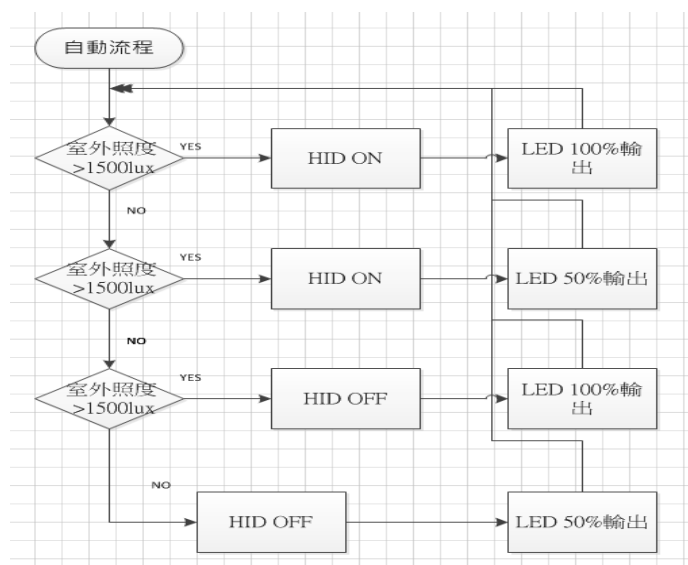 自動流程
室外照度
>1500lux
YES
HID ON
LED 100%輸
出
NO
室外照度
>1500lux
YES
HID ON
LED 50%輸出
NO
室外照度
>1500lux
YES
HID OFF
LED 100%輸
出
NO
HID OFF
LED 50%輸出